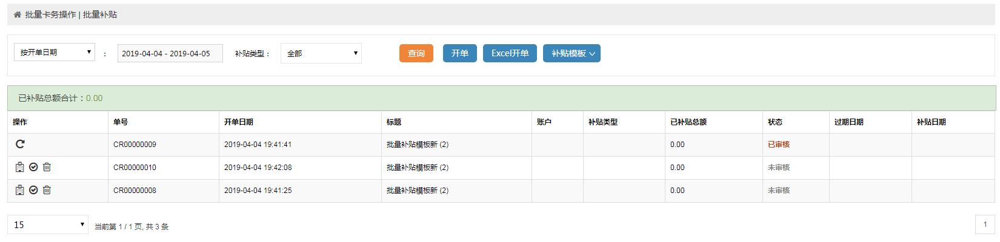 批量卡务操作 | 批量补贴
按开单日期 : 2019-04-04 - 2019-04-05 补贴类型： 全部 查询 开单 Excel开单 补贴模板
已补贴总额合计：0.00
操作 单号 开单日期 标题 账户 补贴类型 已补贴总额 状态 过期日期 补贴日期
CR00000009 2019-04-04 19:41:41 批量补贴模板新 (2) 0.00 已审核
CR00000010 2019-04-04 19:42:08 批量补贴模板新 (2) 0.00 未审核
CR00000008 2019-04-04 19:41:25 批量补贴模板新 (2) 0.00 未审核
15 当前第 1 / 1 页, 共 3 条 1